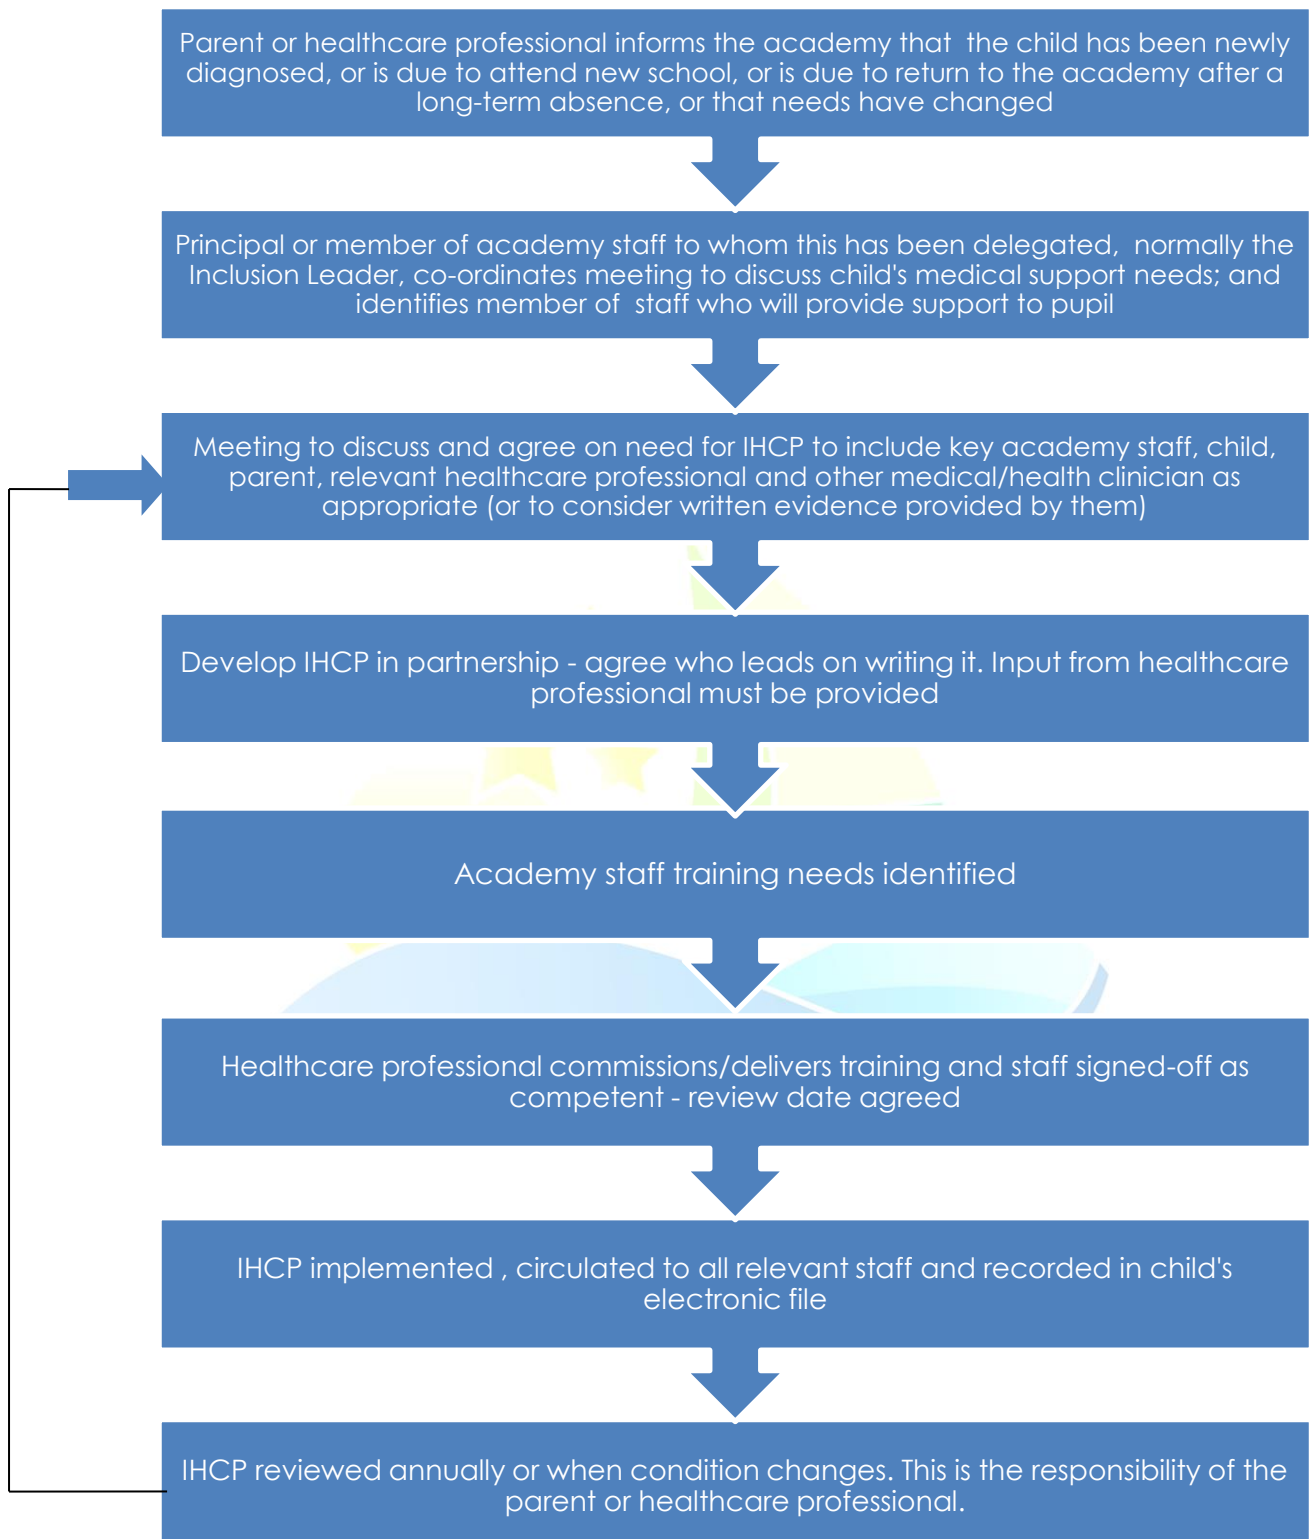 Parent or healthcare professional informs the academy that the child has been newly
diagnosed, or is due to attend new school, or is due to return to the academy after a
long-term absence, or that needs have changed
Principal or member of academy staff to whom this has been delegated, normally the
Inclusion Leader, co-ordinates meeting to discuss child's medical support needs; and
identifies member of staff who will provide support to pupil
Meeting to discuss and agree on need for IHCP to include key academy staff, child,
parent, relevant healthcare professional and other medical/health clinician as
appropriate (or to consider written evidence provided by them)
Develop IHCP in partnership - agree who leads on writing it. Input from healthcare
professional must be provided
Academy staff training needs identified
Healthcare professional commissions/delivers training and staff signed-off as
competent - review date agreed
IHCP implemented , circulated to all relevant staff and recorded in child's
electronic file
IHCP reviewed annually or when condition changes. This is the responsibility of the
parent or healthcare professional.